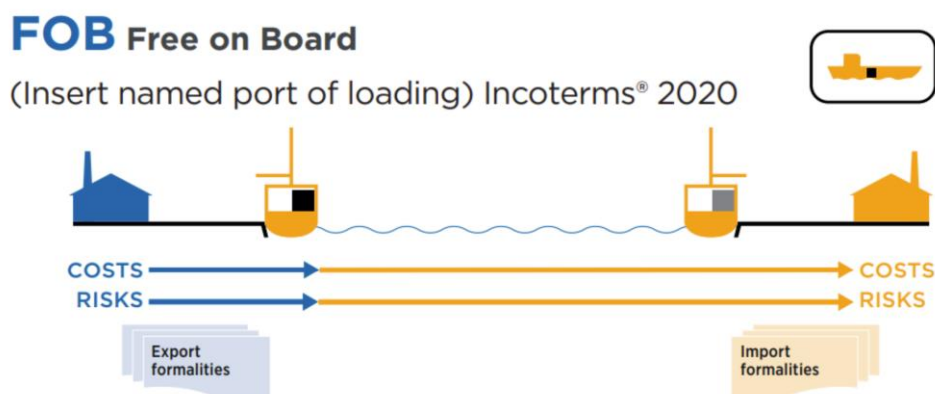 FOB Free on Board
(Insert named port of loading) Incoterms® 2020
COSTS COSTS
RISKS RISKS
Export
formalities
Import
formalities